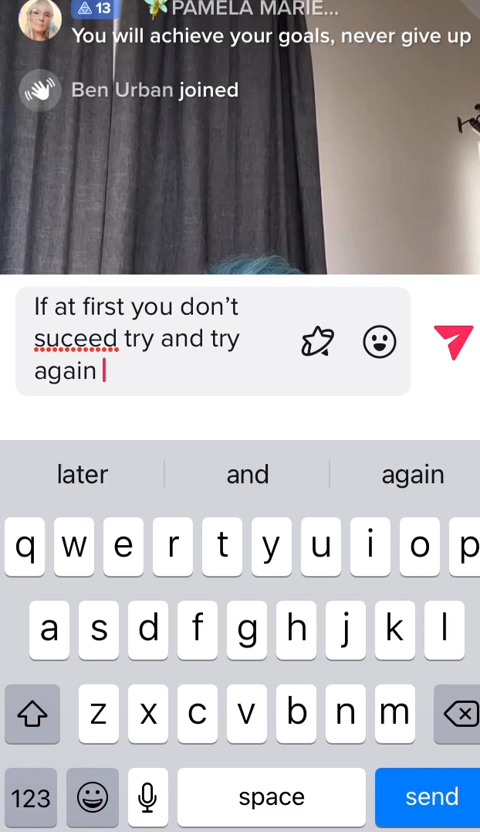 13 PAMELA MARIE...
You will achieve your goals, never give up
Ben Urban joined
If at first you don’t
suceed try and try
again
later and again
q w e r t y u i o p
a s d f g h j k l
z x c v b n m
123 space send